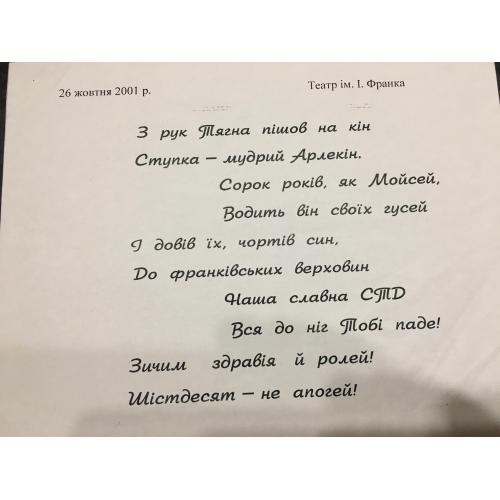 26 жовтня 2001 р. Театр ім. І. Франка
З рук Тягна пішов на кін
Ступка – мудрий Арлекін.
Сорок років, як Мойсей,
Водить він своїх гусей
І довів їх, чортів син,
До франківських верховин
Наша славна СТД
Вся до ніг Тобі паде!
Зичим здравія й ролей!
Шістдесят – не апогей!